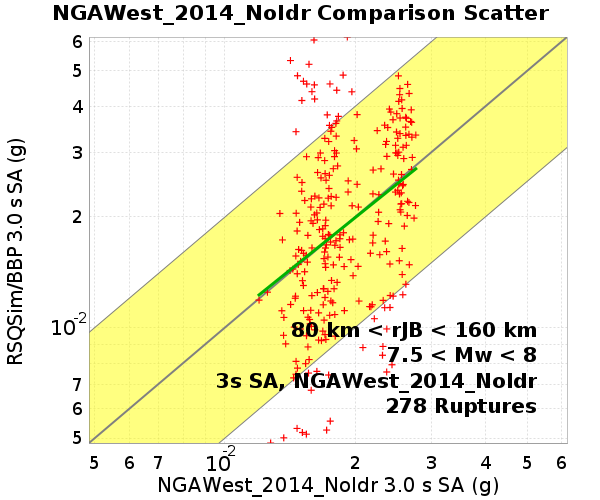 NGAWest_2014_NoIdr Comparison Scatter
6
5
4
3
2
10-2
7
6
5
RSQSim/BBP 3.0 s SA (g)
80 km < rJB < 160 km
7.5 < Mw < 8
3s SA, NGAWest_2014_NoIdr
278 Ruptures
5 6 7 10-2 2 3 4 5 6
NGAWest_2014_NoIdr 3.0 s SA (g)